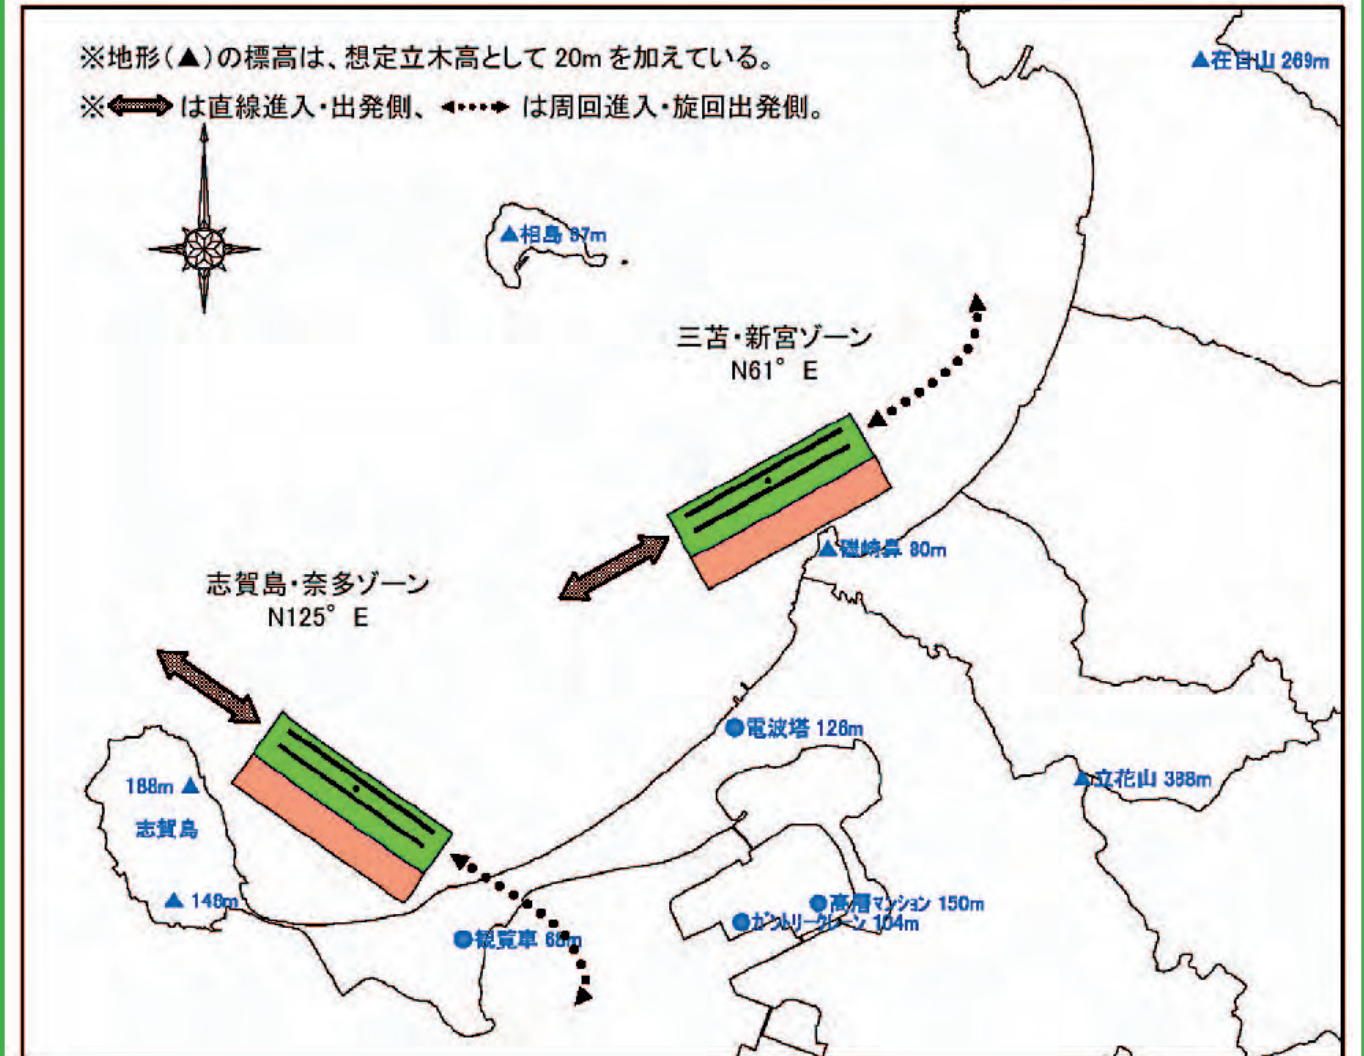 ※地形(▲)の標高は、想定立木高として 20m を加えている。
※ は直線進入・出発側、 は周回進入・旋回出発側。
▲在自山 269m
▲相島 97m
三苫・新宮ゾーン
N61° E
▲磯崎鼻 80m
志賀島・奈多ゾーン
N125° E
●電波塔 126m
188m ▲
志賀島
▲立花山 388m
▲ 148m
●高層マンション 150m
●ガントリークレーン 104m
●観覧車 68m